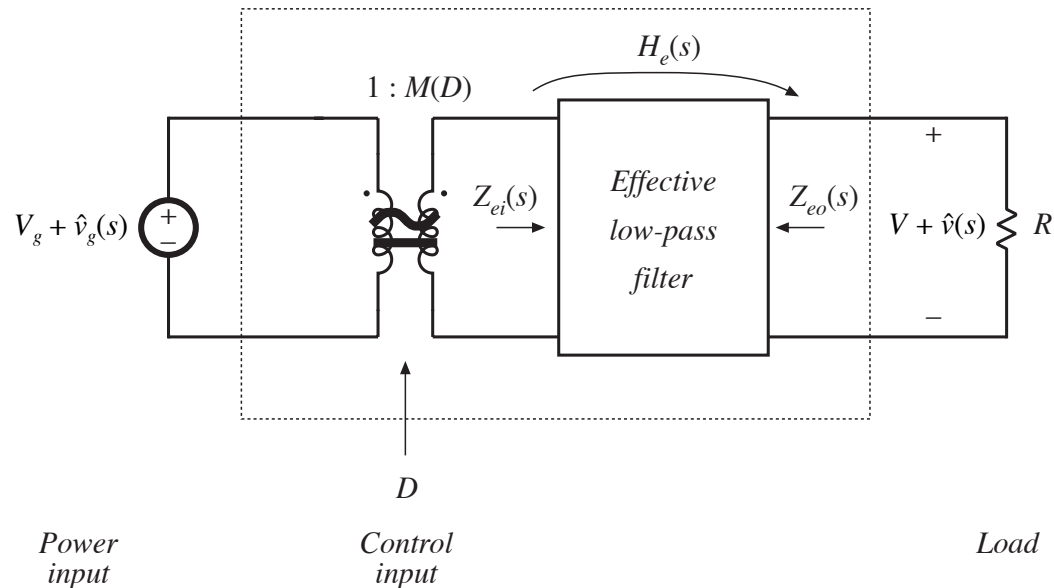 H_e(s)
1 : M(D)
+
Effective
low-pass
filter
Z_ei(s)
Z_eo(s)
V_g + v̂_g(s)
+
–
V + v̂(s)
R
–
D
Power
input
Control
input
Load